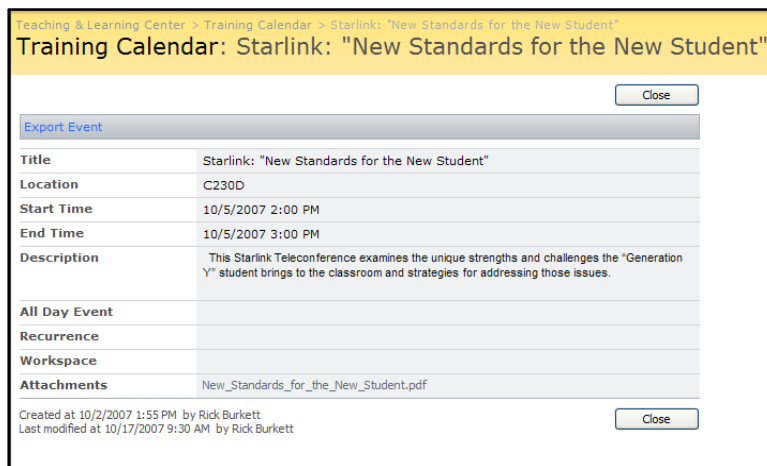 Teaching & Learning Center > Training Calendar > Starlink: "New Standards for the New Student"
Training Calendar: Starlink: "New Standards for the New Student"
Close
Export Event
Title Starlink: "New Standards for the New Student"
Location C230D
Start Time 10/5/2007 2:00 PM
End Time 10/5/2007 3:00 PM
Description This Starlink Teleconference examines the unique strengths and challenges the “Generation
Y” student brings to the classroom and strategies for addressing those issues.
All Day Event
Recurrence
Workspace
Attachments New_Standards_for_the_New_Student.pdf
Created at 10/2/2007 1:55 PM by Rick Burkett
Last modified at 10/17/2007 9:30 AM by Rick Burkett
Close